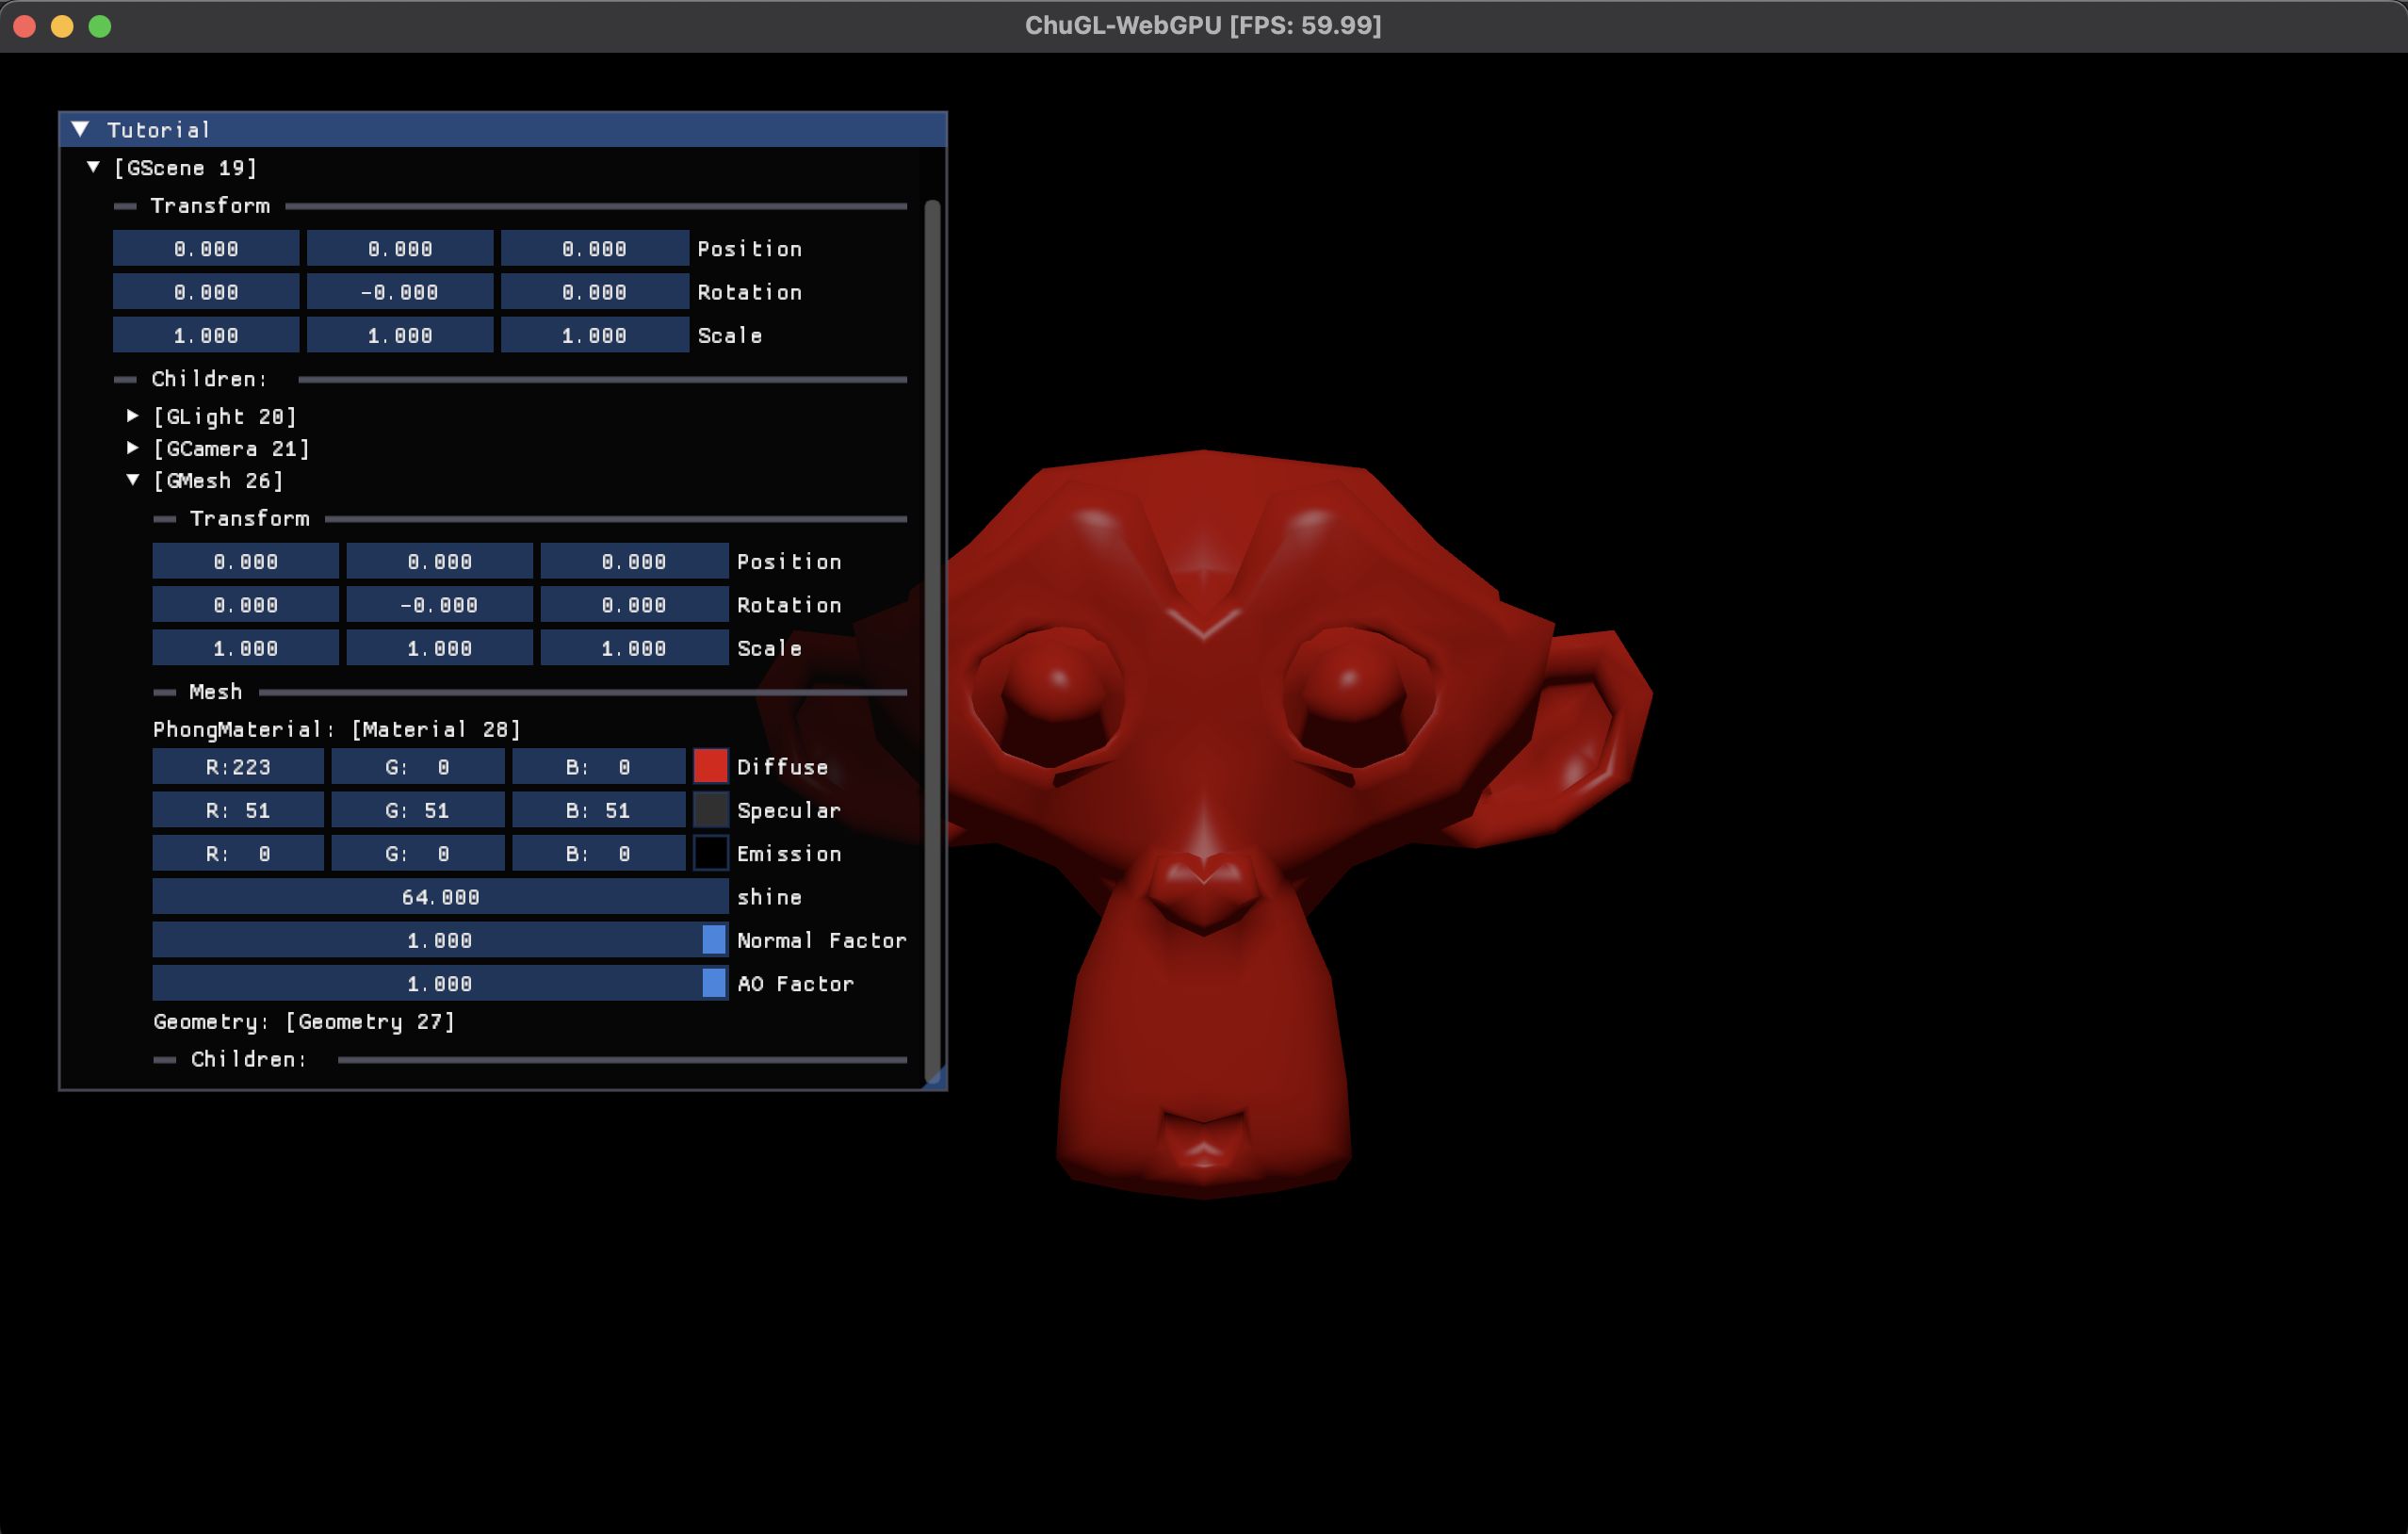 ChuGL-WebGPU [FPS: 59.99]
Tutorial
[GScene 19]
Transform
0.000 0.000 0.000 Position
0.000 -0.000 0.000 Rotation
1.000 1.000 1.000 Scale
Children:
[GLight 20]
[GCamera 21]
[GMesh 26]
Transform
0.000 0.000 0.000 Position
0.000 -0.000 0.000 Rotation
1.000 1.000 1.000 Scale
Mesh
PhongMaterial: [Material 28]
R:223 G: 0 B: 0 Diffuse
R: 51 G: 51 B: 51 Specular
R: 0 G: 0 B: 0 Emission
64.000 shine
1.000 Normal Factor
1.000 AO Factor
Geometry: [Geometry 27]
Children: